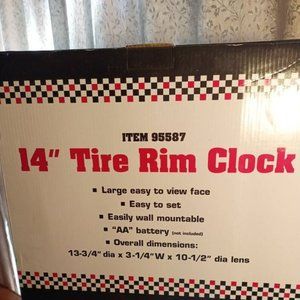 ITEM 95587
14" Tire Rim Clock
▪ Large easy to view face
▪ Easy to set
▪ Easily wall mountable
▪ "AA" battery (not included)
▪ Overall dimensions:
13-3/4" dia x 3-1/4"W x 10-1/2" dia lens